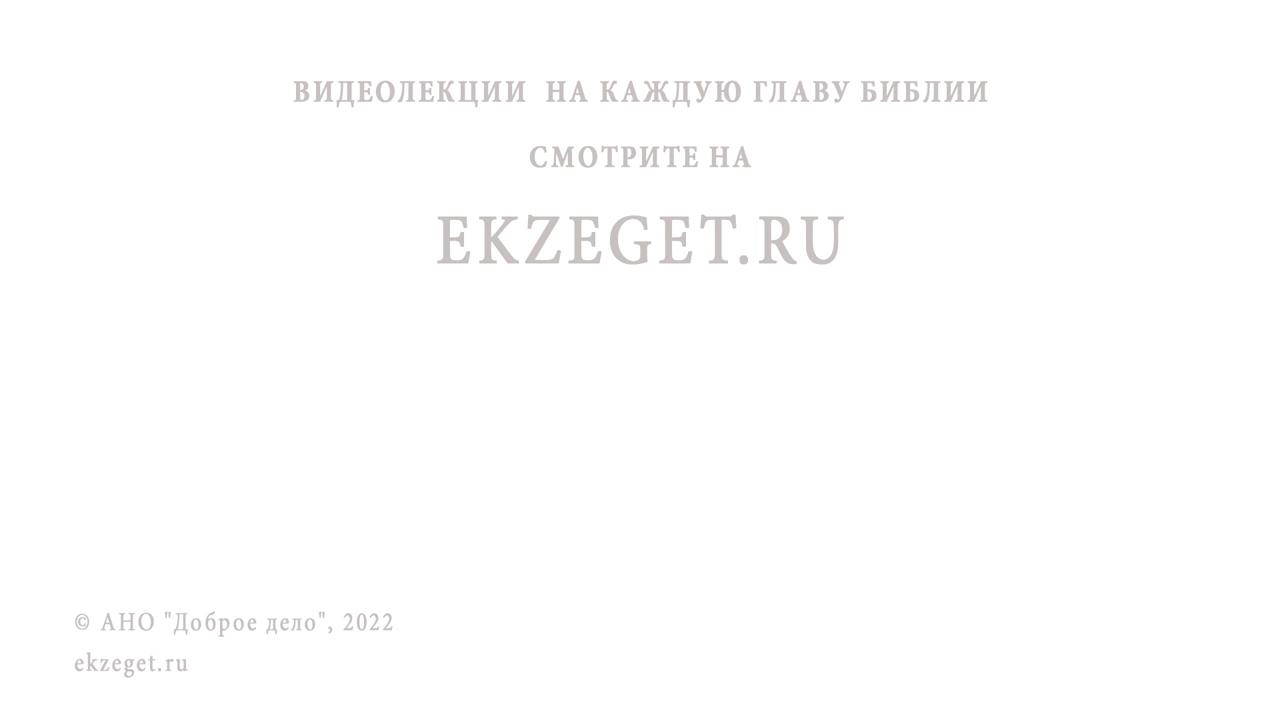 ВИДЕОЛЕКЦИИ НА КАЖДУЮ ГЛАВУ БИБЛИИ
СМОТРИТЕ НА
EKZEGET.RU
© АНО "Доброе дело", 2022
ekzeget.ru